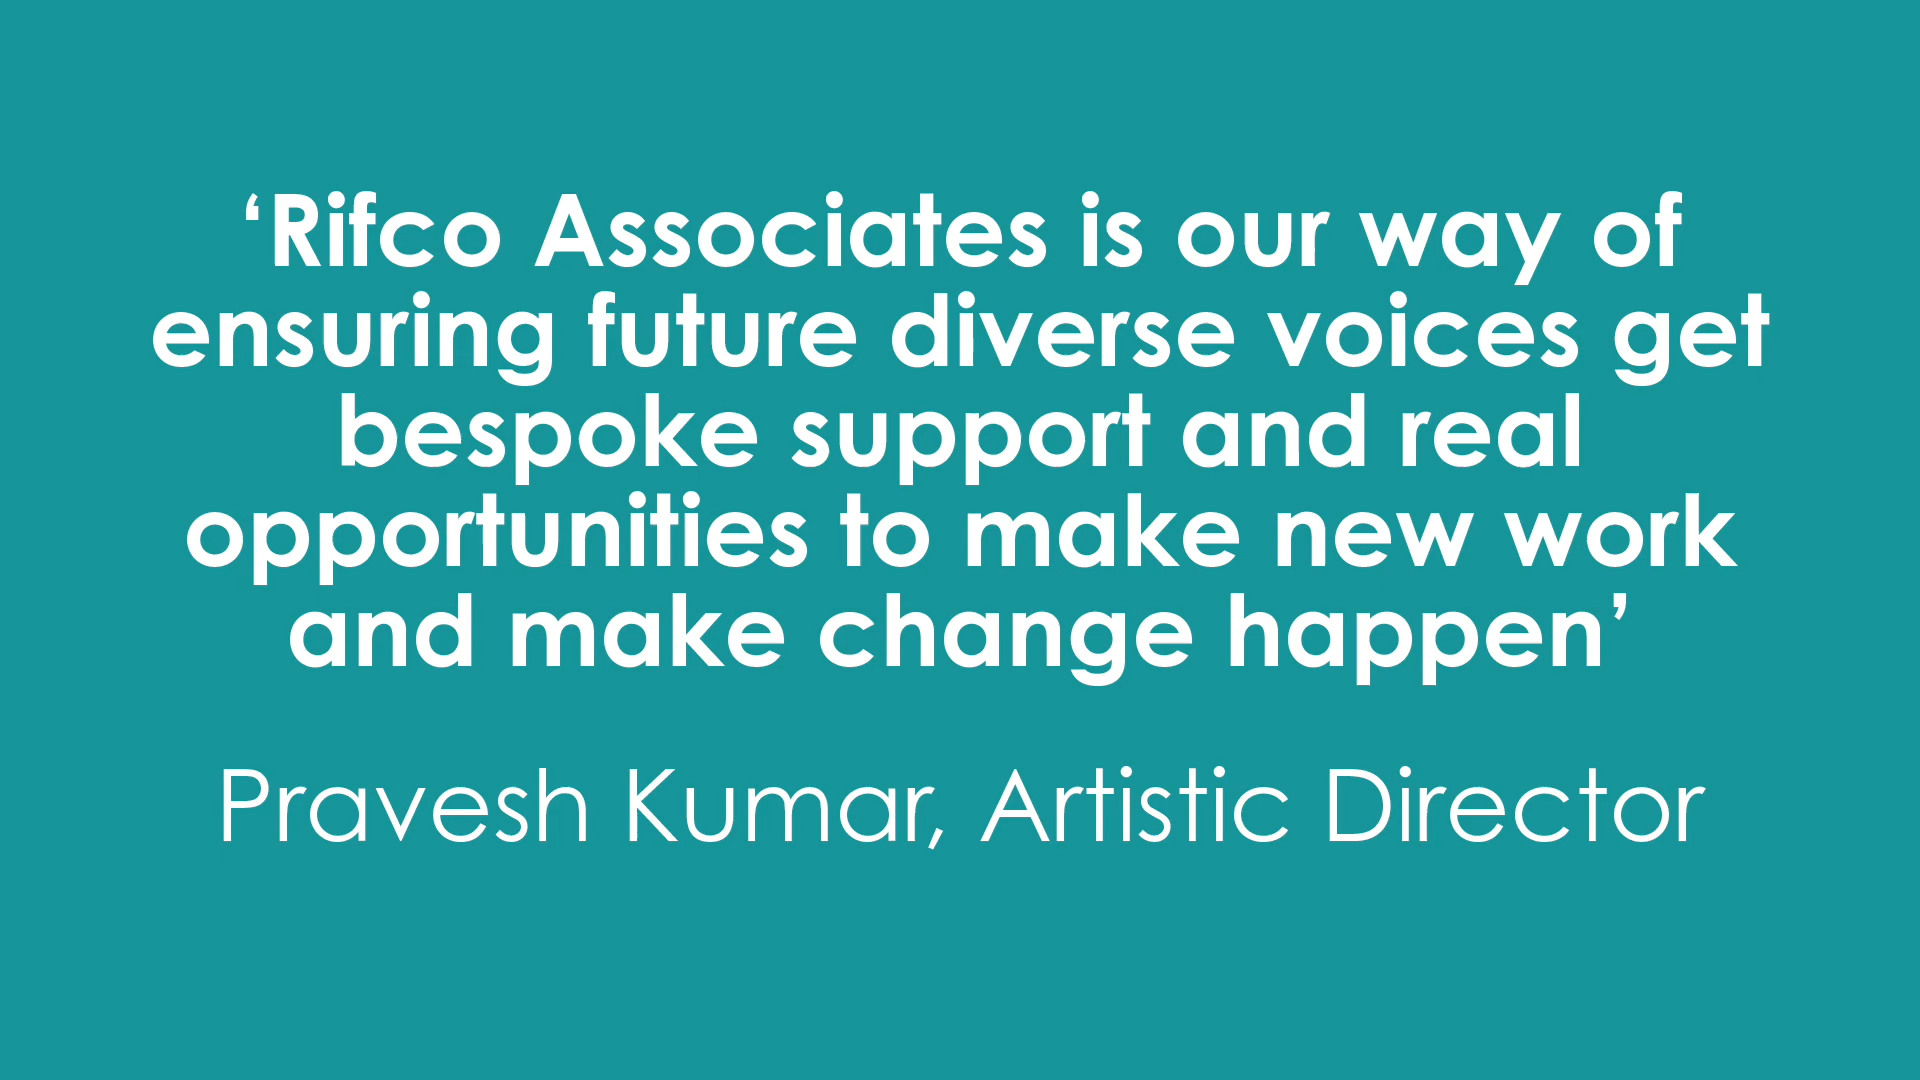 ‘Rifco Associates is our way of
ensuring future diverse voices get
bespoke support and real
opportunities to make new work
and make change happen’
Pravesh Kumar, Artistic Director